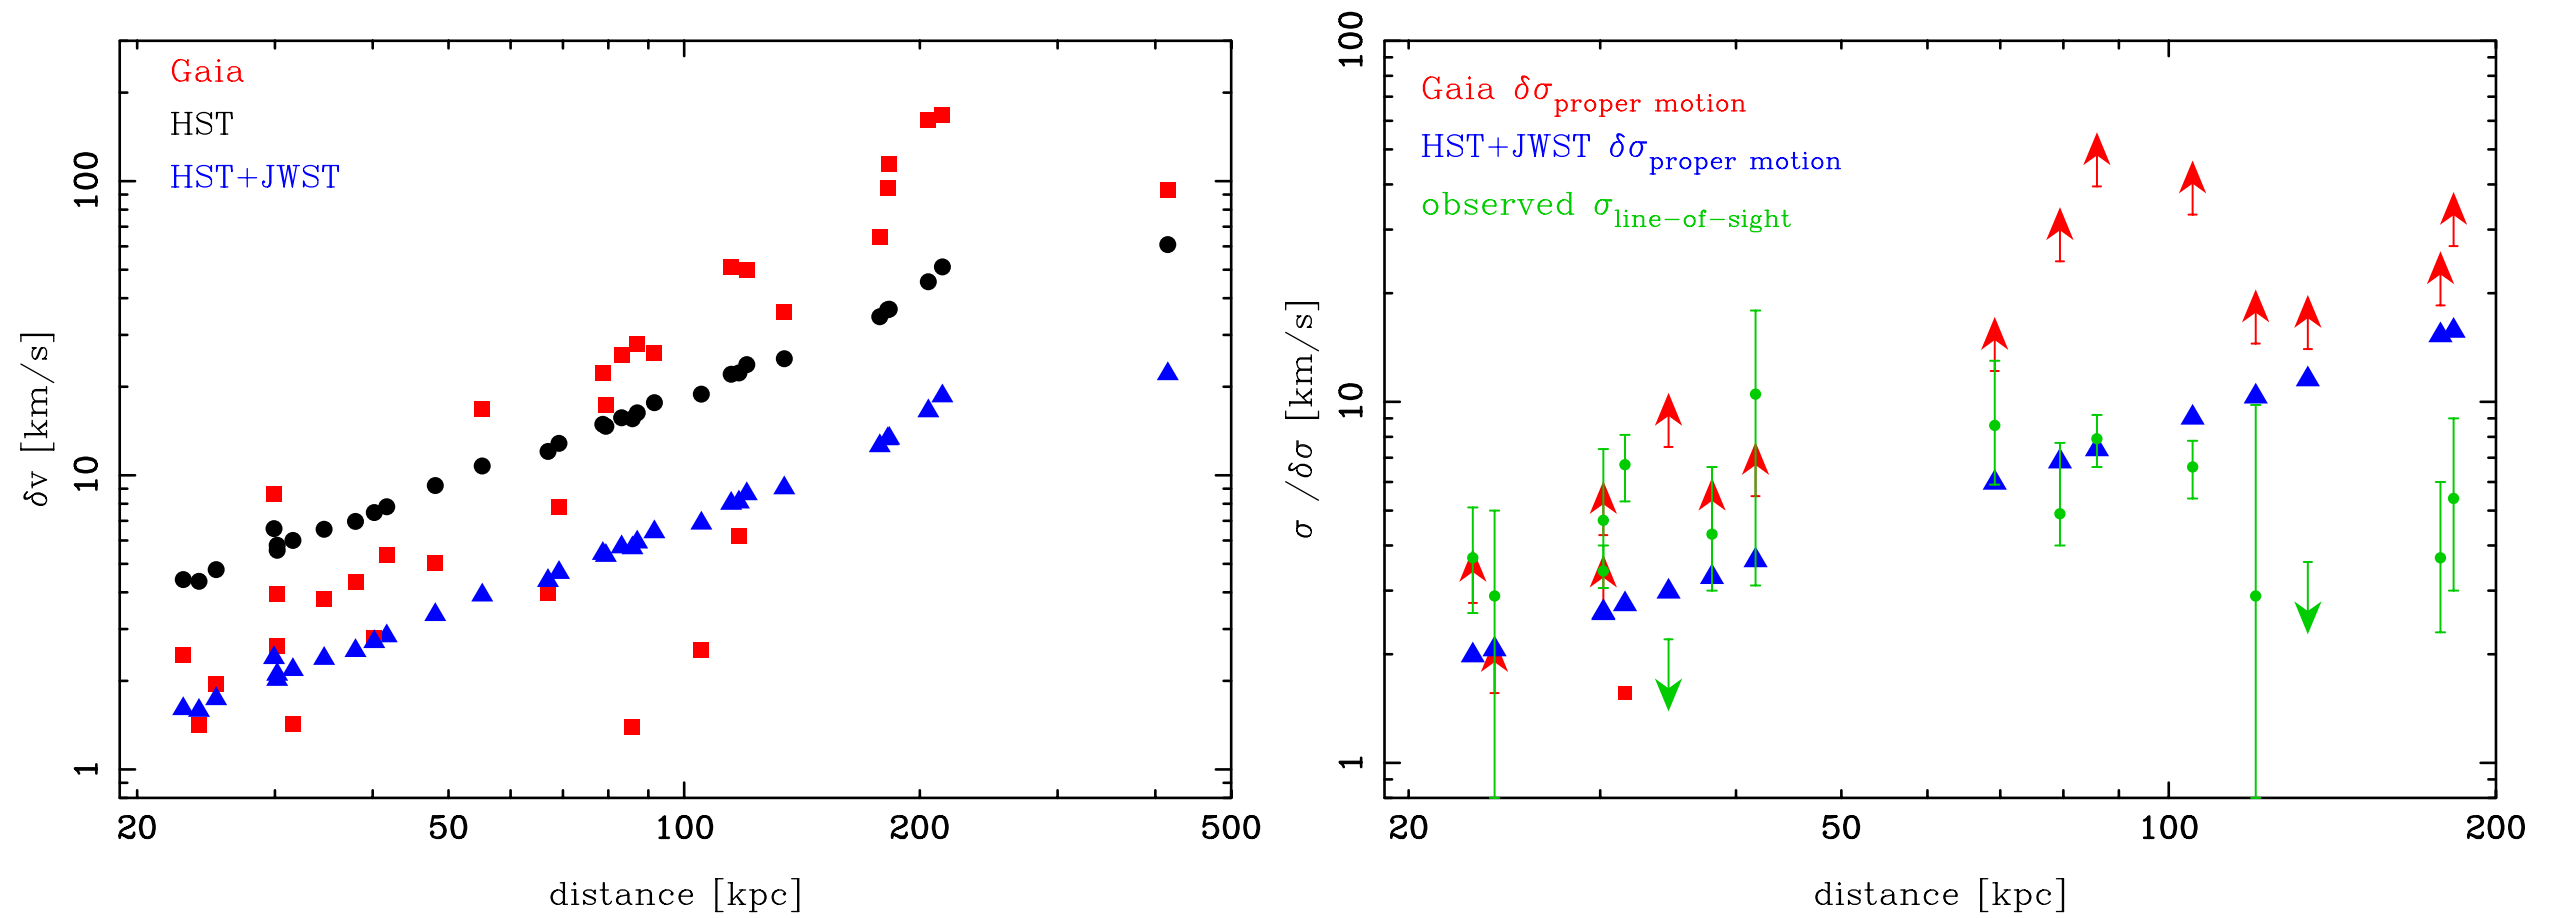 Gaia
HST
HST+JWST
δv [km/s]
1
10
100
20
50
100
200
500
distance [kpc]
Gaia δσproper motion
HST+JWST δσproper motion
observed σline−of−sight
σ /δσ [km/s]
1
10
100
20
50
100
200
distance [kpc]